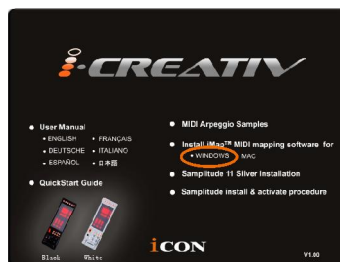 i·CREATIV
User Manual
• ENGLISH • FRANÇAIS
• DEUTSCHE • ITALIANO
• ESPAÑOL • 日本語
QuickStart Guide
MIDI Arpeggio Samples
Install iMap™ MIDI mapping software for
• WINDOWS MAC
Samplitude 11 Silver Installation
Samplitude install & activate procedure
Black White
iCON
V1.00